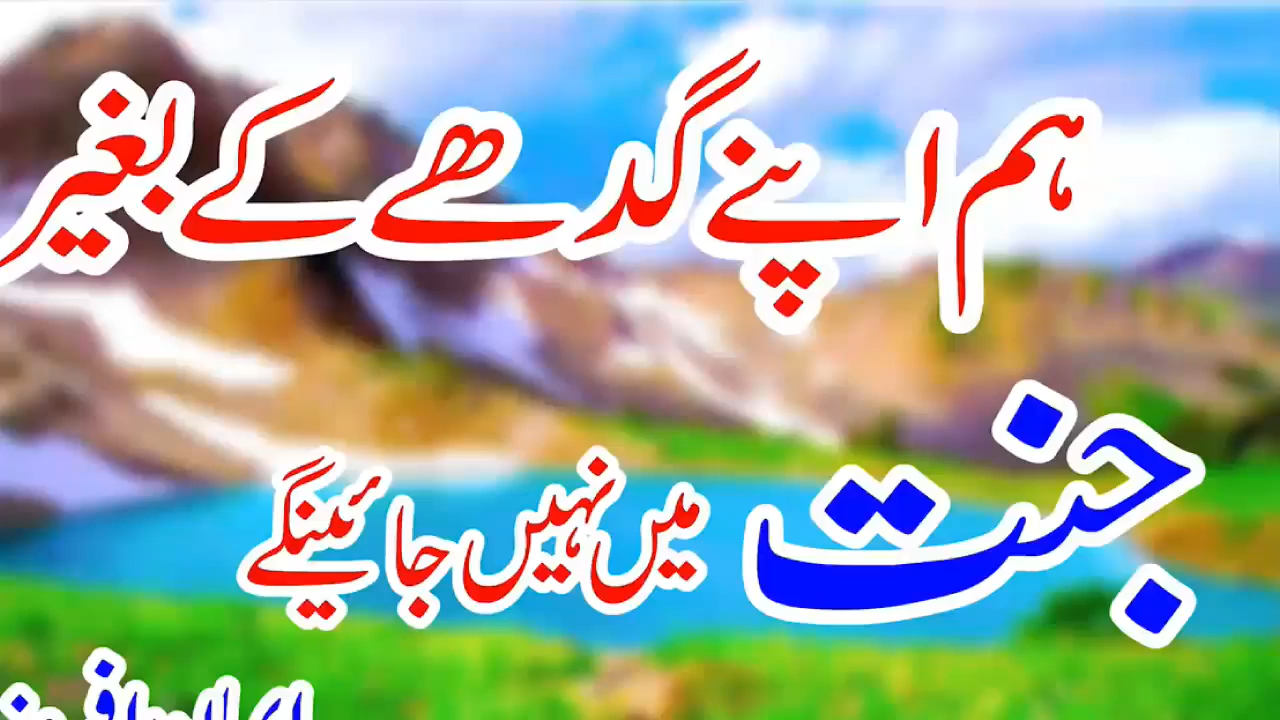 ہم اپنے گدھے کے بغیر
جنت میں نہیں جائینگے